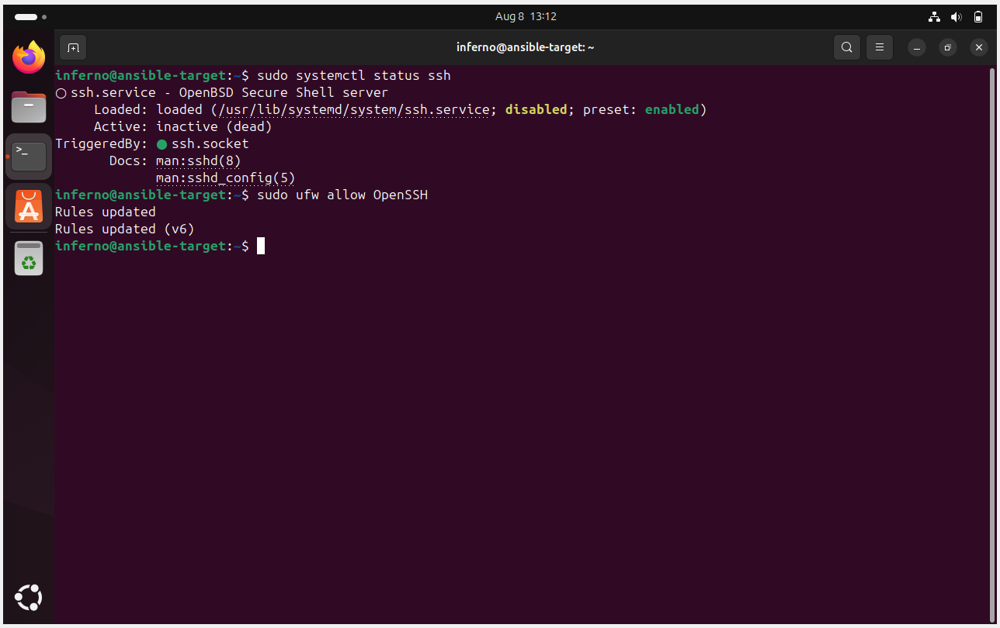 Aug 8 13:12
inferno@ansible-target: ~
inferno@ansible-target:~$ sudo systemctl status ssh
○ ssh.service - OpenBSD Secure Shell server
     Loaded: loaded (/usr/lib/systemd/system/ssh.service; disabled; preset: enabled)
     Active: inactive (dead)
TriggeredBy: ● ssh.socket
       Docs: man:sshd(8)
             man:sshd_config(5)
inferno@ansible-target:~$ sudo ufw allow OpenSSH
Rules updated
Rules updated (v6)
inferno@ansible-target:~$